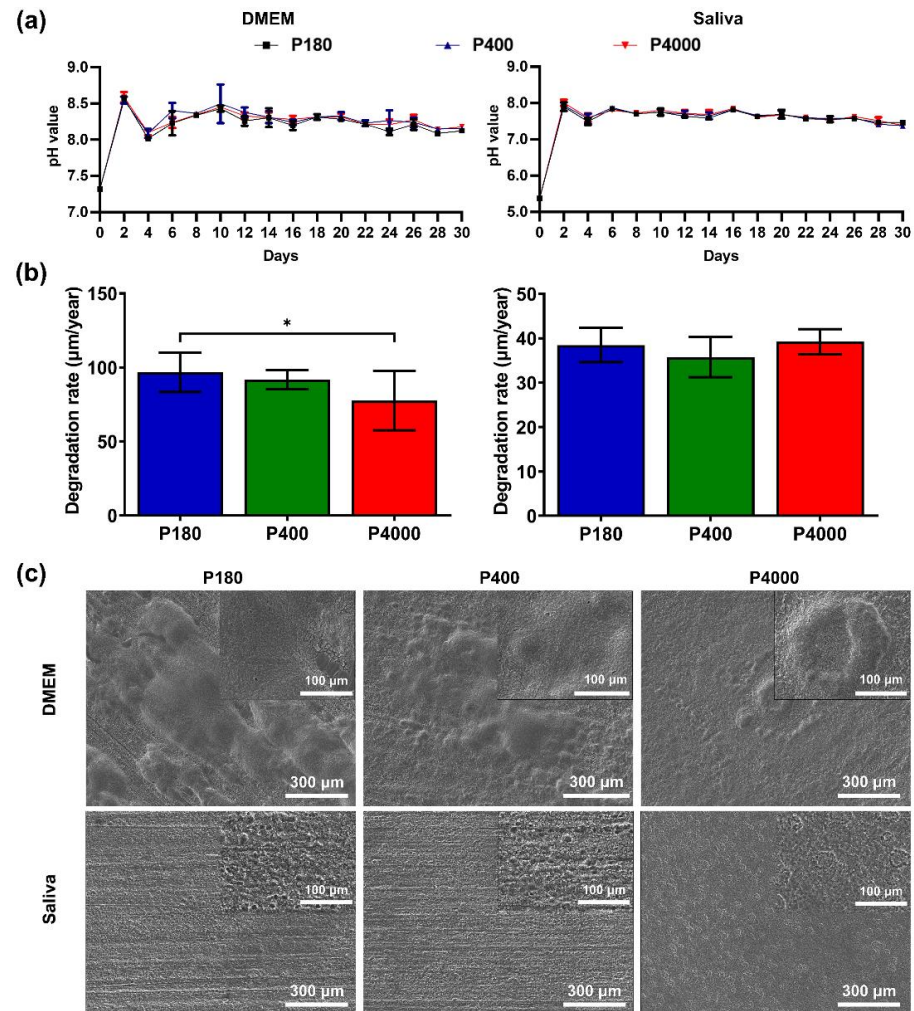 (a)
DMEM
Saliva
P180 P400 P4000
9.0
8.5
8.0
7.5
7.0
pH value
0 2 4 6 8 10 12 14 16 18 20 22 24 26 28 30
Days
9.0
8.0
7.0
6.0
5.0
pH value
0 2 4 6 8 10 12 14 16 18 20 22 24 26 28 30
Days
(b)
150
100
50
0
Degradation rate (μm/year)
*
P180 P400 P4000
50
40
30
20
10
0
Degradation rate (μm/year)
P180 P400 P4000
(c)
P180 P400 P4000
DMEM
100 μm
300 μm
100 μm
300 μm
100 μm
300 μm
Saliva
100 μm
300 μm
100 μm
300 μm
100 μm
300 μm